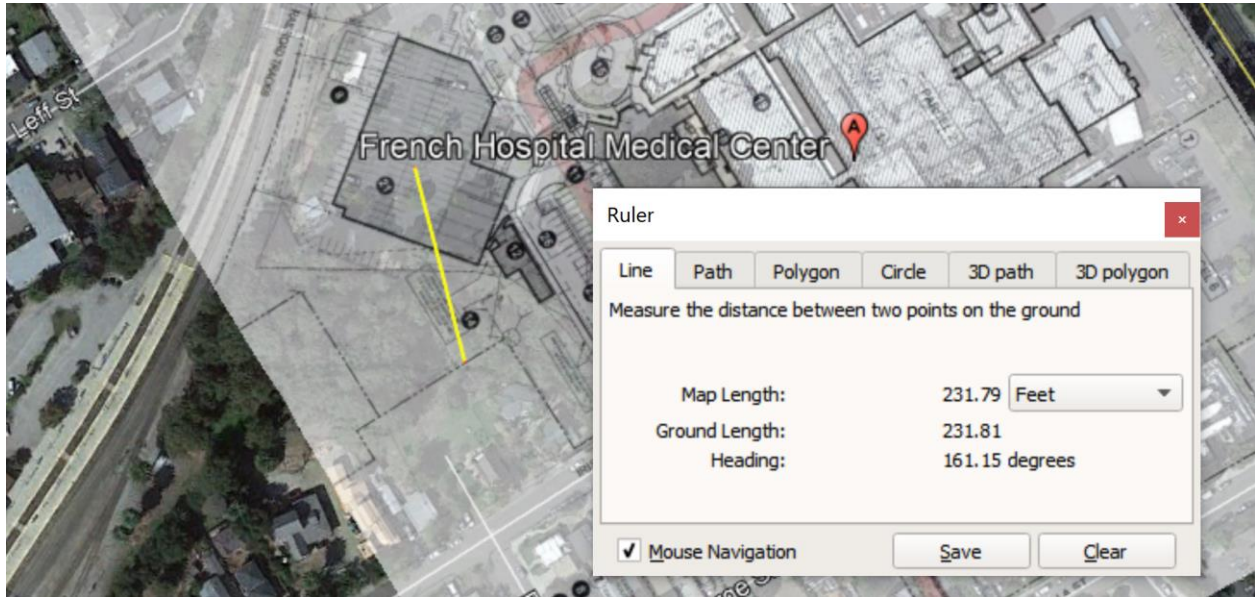 Leff St
French Hospital Medical Center
A
Ruler
×
Line
Path
Polygon
Circle
3D path
3D polygon
Measure the distance between two points on the ground
Map Length:
231.79
Feet
Ground Length:
231.81
Heading:
161.15 degrees
Mouse Navigation
Save
Clear